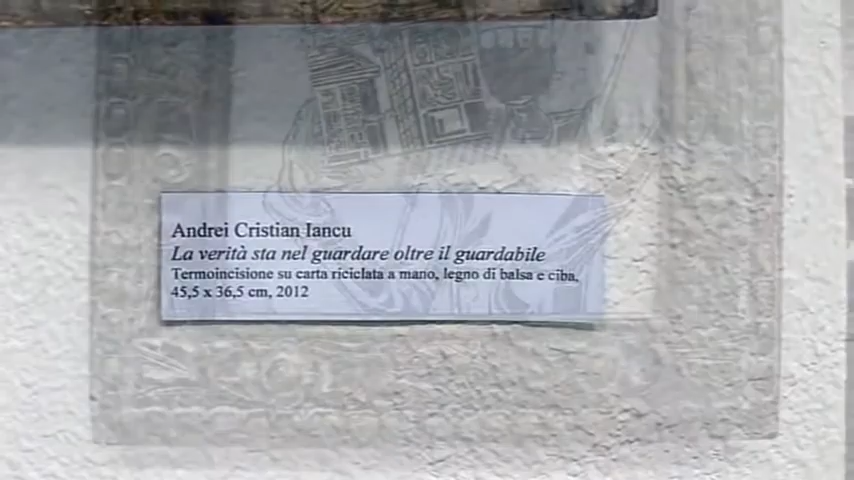 Andrei Cristian Iancu
La verità sta nel guardare oltre il guardabile
Termoincisione su carta riciclata a mano, legno di balsa e ciba,
45,5 x 36,5 cm, 2012